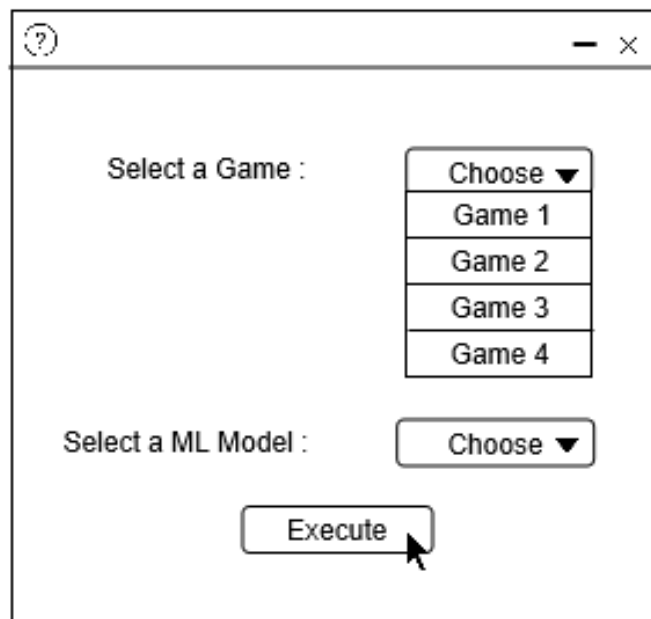 ?
Select a Game : Choose
Game 1
Game 2
Game 3
Game 4
Select a ML Model : Choose
Execute